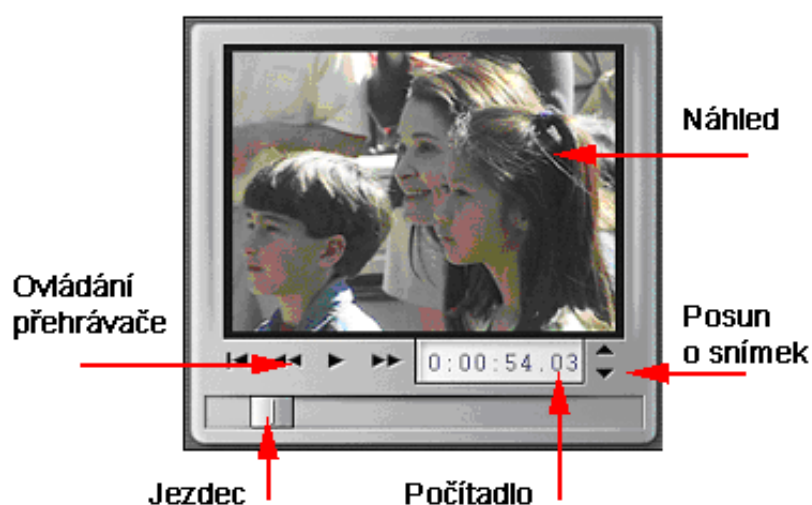 Náhled
Ovládání
přehrávače
Posun
o snímek
0:00:54.03
Jezdec
Počítadlo